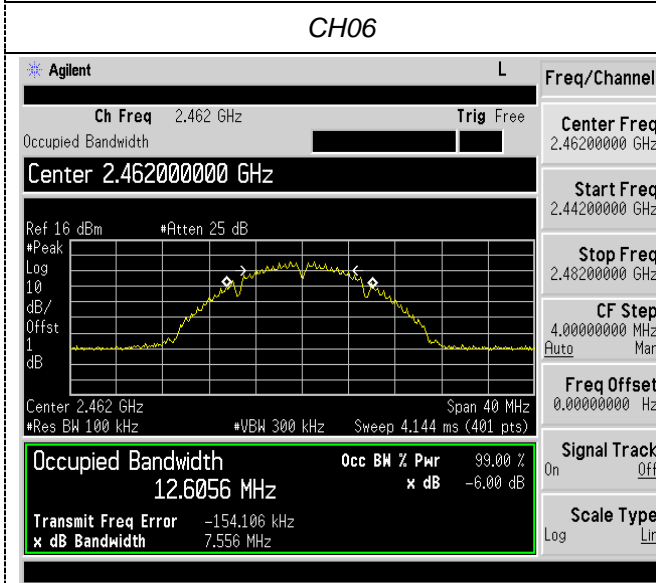 CH06
Agilent
L
Freq/Channel
Ch Freq 2.462 GHz Trig Free
Occupied Bandwidth
Center Freq
2.46200000 GHz
Center 2.462000000 GHz
Start Freq
2.44200000 GHz
Ref 16 dBm #Atten 25 dB
#Peak
Log
10
dB/
Offst
1
dB
Stop Freq
2.48200000 GHz
CF Step
4.00000000 MHz
Auto Man
Center 2.462 GHz Span 40 MHz
#Res BW 100 kHz #VBW 300 kHz Sweep 4.144 ms (401 pts)
Freq Offset
0.00000000 Hz
Occupied Bandwidth Occ BW % Pwr 99.00 %
12.6056 MHz x dB -6.00 dB
Transmit Freq Error -154.106 kHz
x dB Bandwidth 7.556 MHz
Signal Track
On Off
Scale Type
Log Lin